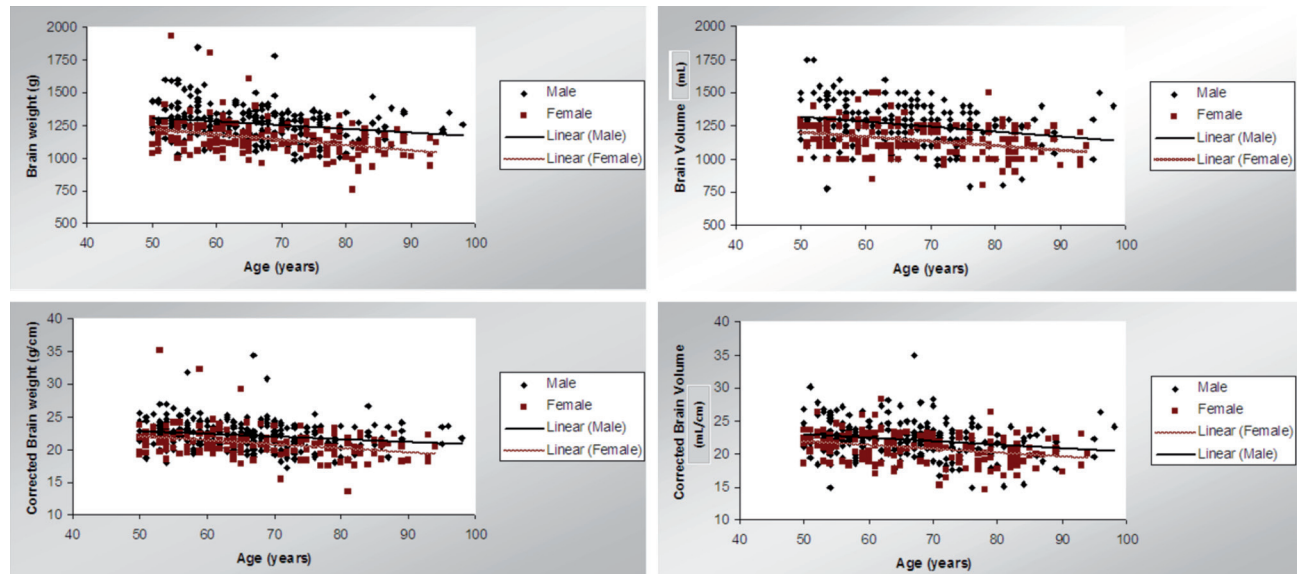 2000
1750
1500
1250
1000
750
500
Brain weight (g)
40 50 60 70 80 90 100
Age (years)
Male
Female
Linear (Male)
Linear (Female)
2000
1750
1500
1250
1000
750
500
Brain Volume (mL)
40 50 60 70 80 90 100
Age (years)
Male
Female
Linear (Male)
Linear (Female)
40
35
30
25
20
15
10
Corrected Brain weight (g/cm)
40 50 60 70 80 90 100
Age (years)
Male
Female
Linear (Male)
Linear (Female)
40
35
30
25
20
15
10
Corrected Brain Volume
(mL/cm)
40 50 60 70 80 90 100
Age (years)
Male
Female
Linear (Female)
Linear (Male)